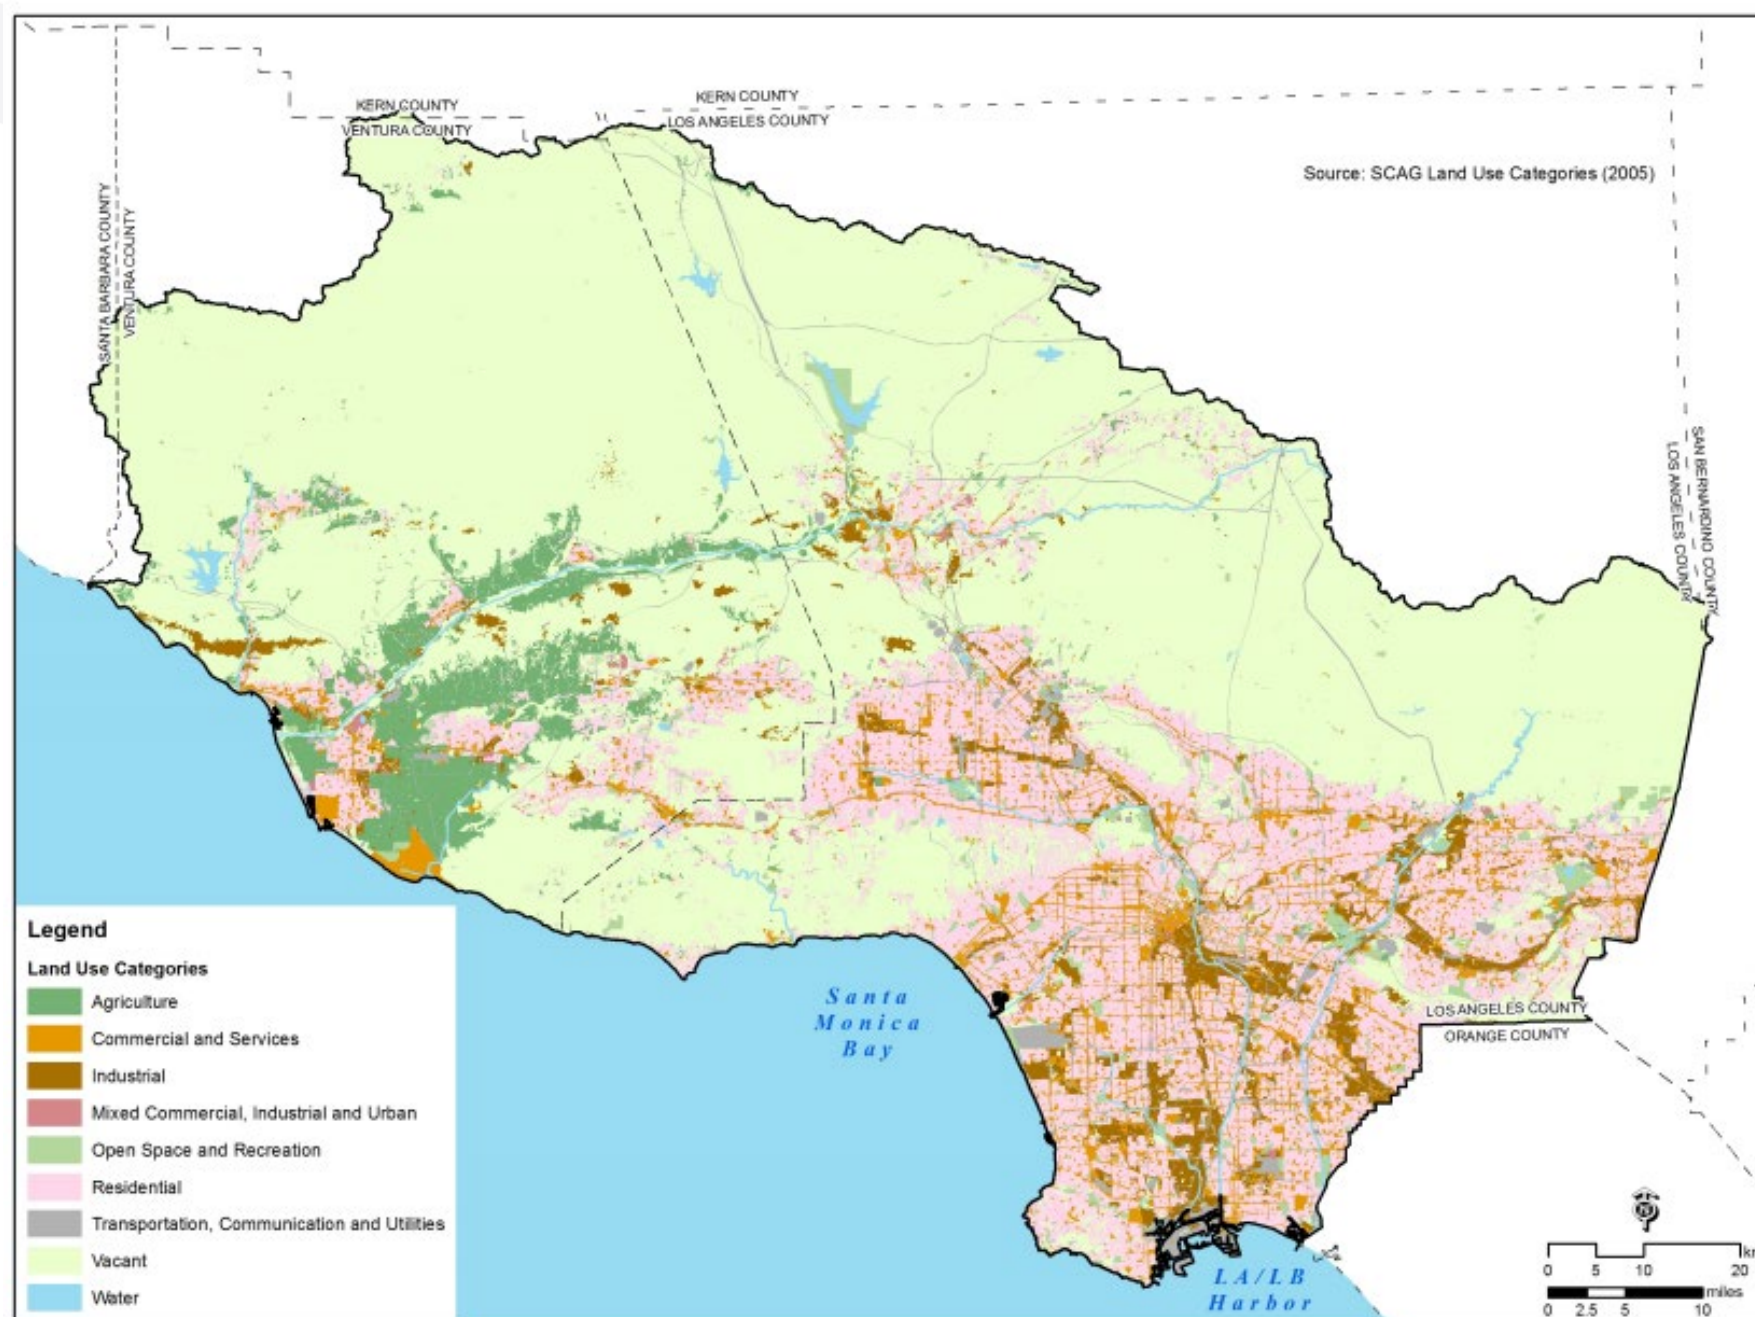 KERN COUNTY
VENTURA COUNTY
KERN COUNTY
LOS ANGELES COUNTY
Source: SCAG Land Use Categories (2005)
SANTA BARBARA COUNTY
VENTURA COUNTY
SAN BERNARDINO COUNTY
LOS ANGELES COUNTY
LOS ANGELES COUNTY
ORANGE COUNTY
Santa
Monica
Bay
LA/LB
Harbor
Legend
Land Use Categories
Agriculture
Commercial and Services
Industrial
Mixed Commercial, Industrial and Urban
Open Space and Recreation
Residential
Transportation, Communication and Utilities
Vacant
Water
0 5 10 20
miles
0 2.5 5 10